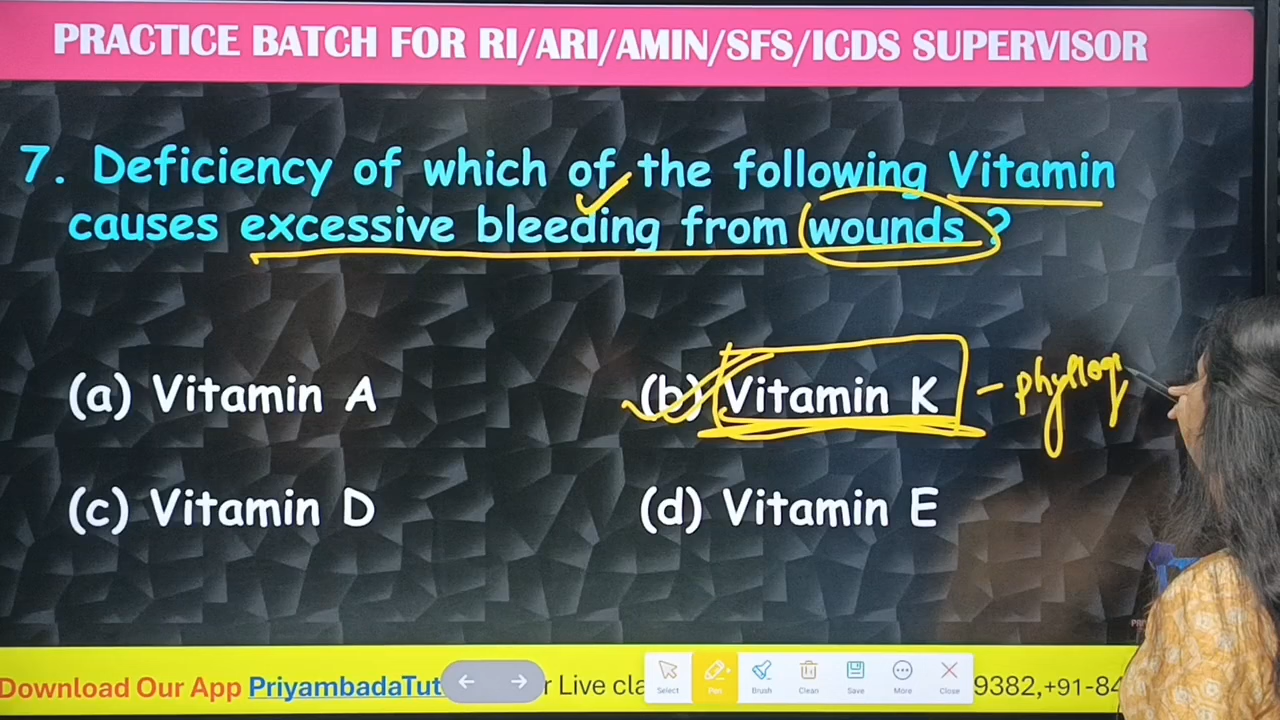 PRACTICE BATCH FOR RI/ARI/AMIN/SFS/ICDS SUPERVISOR
7. Deficiency of which of the following Vitamin
causes excessive bleeding from wounds ?
(a) Vitamin A
(b) Vitamin K - phylloq
(c) Vitamin D
(d) Vitamin E
Download Our App PriyambadaTut r Live cla 9382,+91-84
Select Pen Brush Clean Save More Close